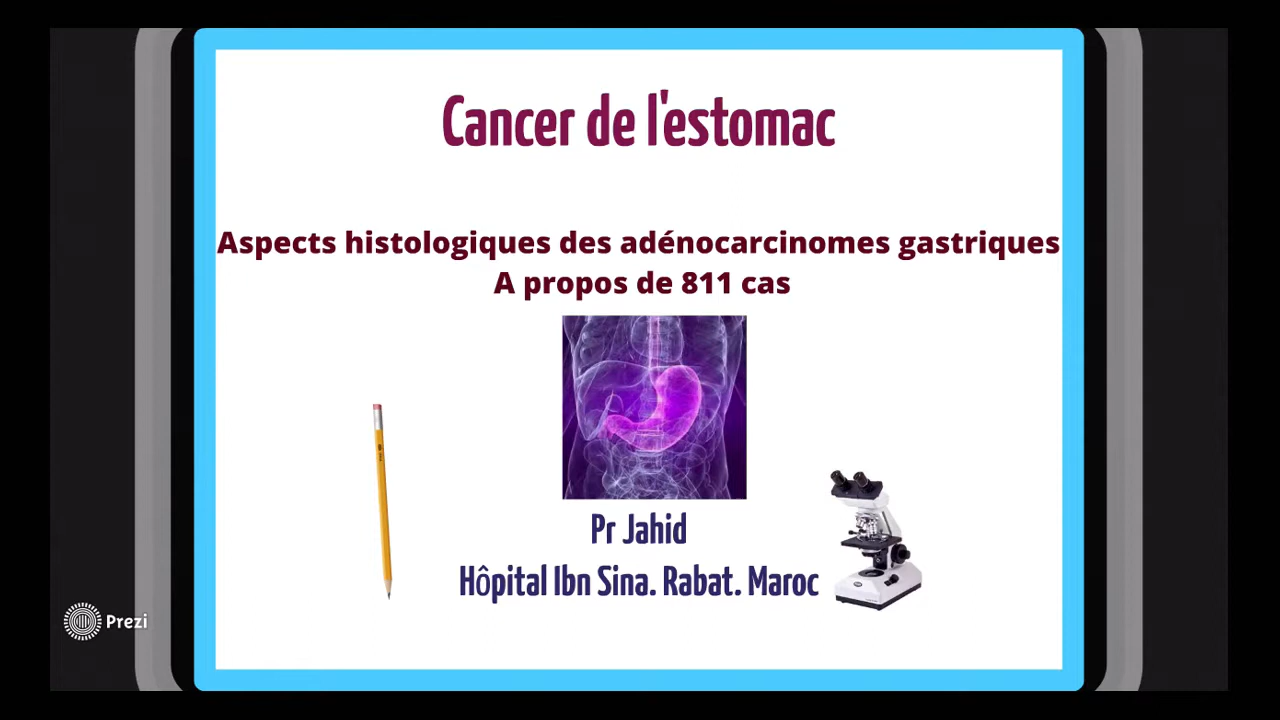 Cancer de l'estomac
Aspects histologiques des adénocarcinomes gastriques
A propos de 811 cas
Pr Jahid
Hôpital Ibn Sina. Rabat. Maroc
Prezi